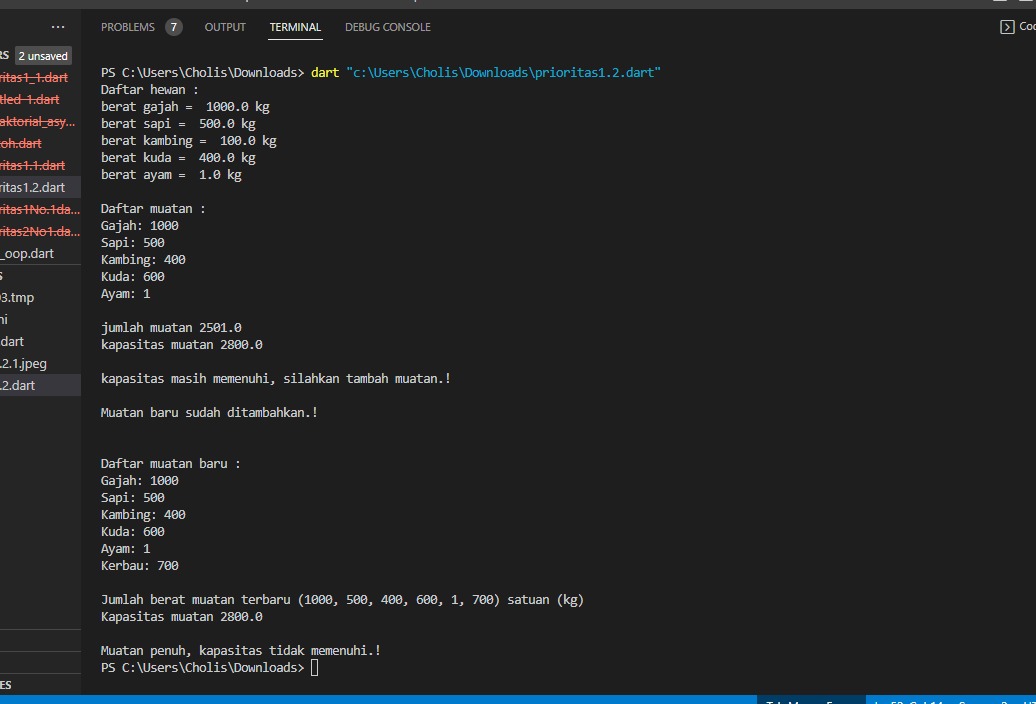 PROBLEMS 7 OUTPUT TERMINAL DEBUG CONSOLE
2 unsaved
ritas1_1.dart
tled-1.dart
aktorial_asy...
oh.dart
ritas1.1.dart
ritas1.2.dart
ritas1No.1da...
ritas2No1.da...
_oop.dart
3.tmp
dart
.2.1.jpeg
.2.dart
PS C:\Users\Cholis\Downloads> dart "c:\Users\Cholis\Downloads\prioritas1.2.dart"
Daftar hewan :
berat gajah =  1000.0 kg
berat sapi =  500.0 kg
berat kambing =  100.0 kg
berat kuda =  400.0 kg
berat ayam =  1.0 kg
Daftar muatan :
Gajah: 1000
Sapi: 500
Kambing: 400
Kuda: 600
Ayam: 1
jumlah muatan 2501.0
kapasitas muatan 2800.0
kapasitas masih memenuhi, silahkan tambah muatan.!
Muatan baru sudah ditambahkan.!
Daftar muatan baru :
Gajah: 1000
Sapi: 500
Kambing: 400
Kuda: 600
Ayam: 1
Kerbau: 700
Jumlah berat muatan terbaru (1000, 500, 400, 600, 1, 700) satuan (kg)
Kapasitas muatan 2800.0
Muatan penuh, kapasitas tidak memenuhi.!
PS C:\Users\Cholis\Downloads>